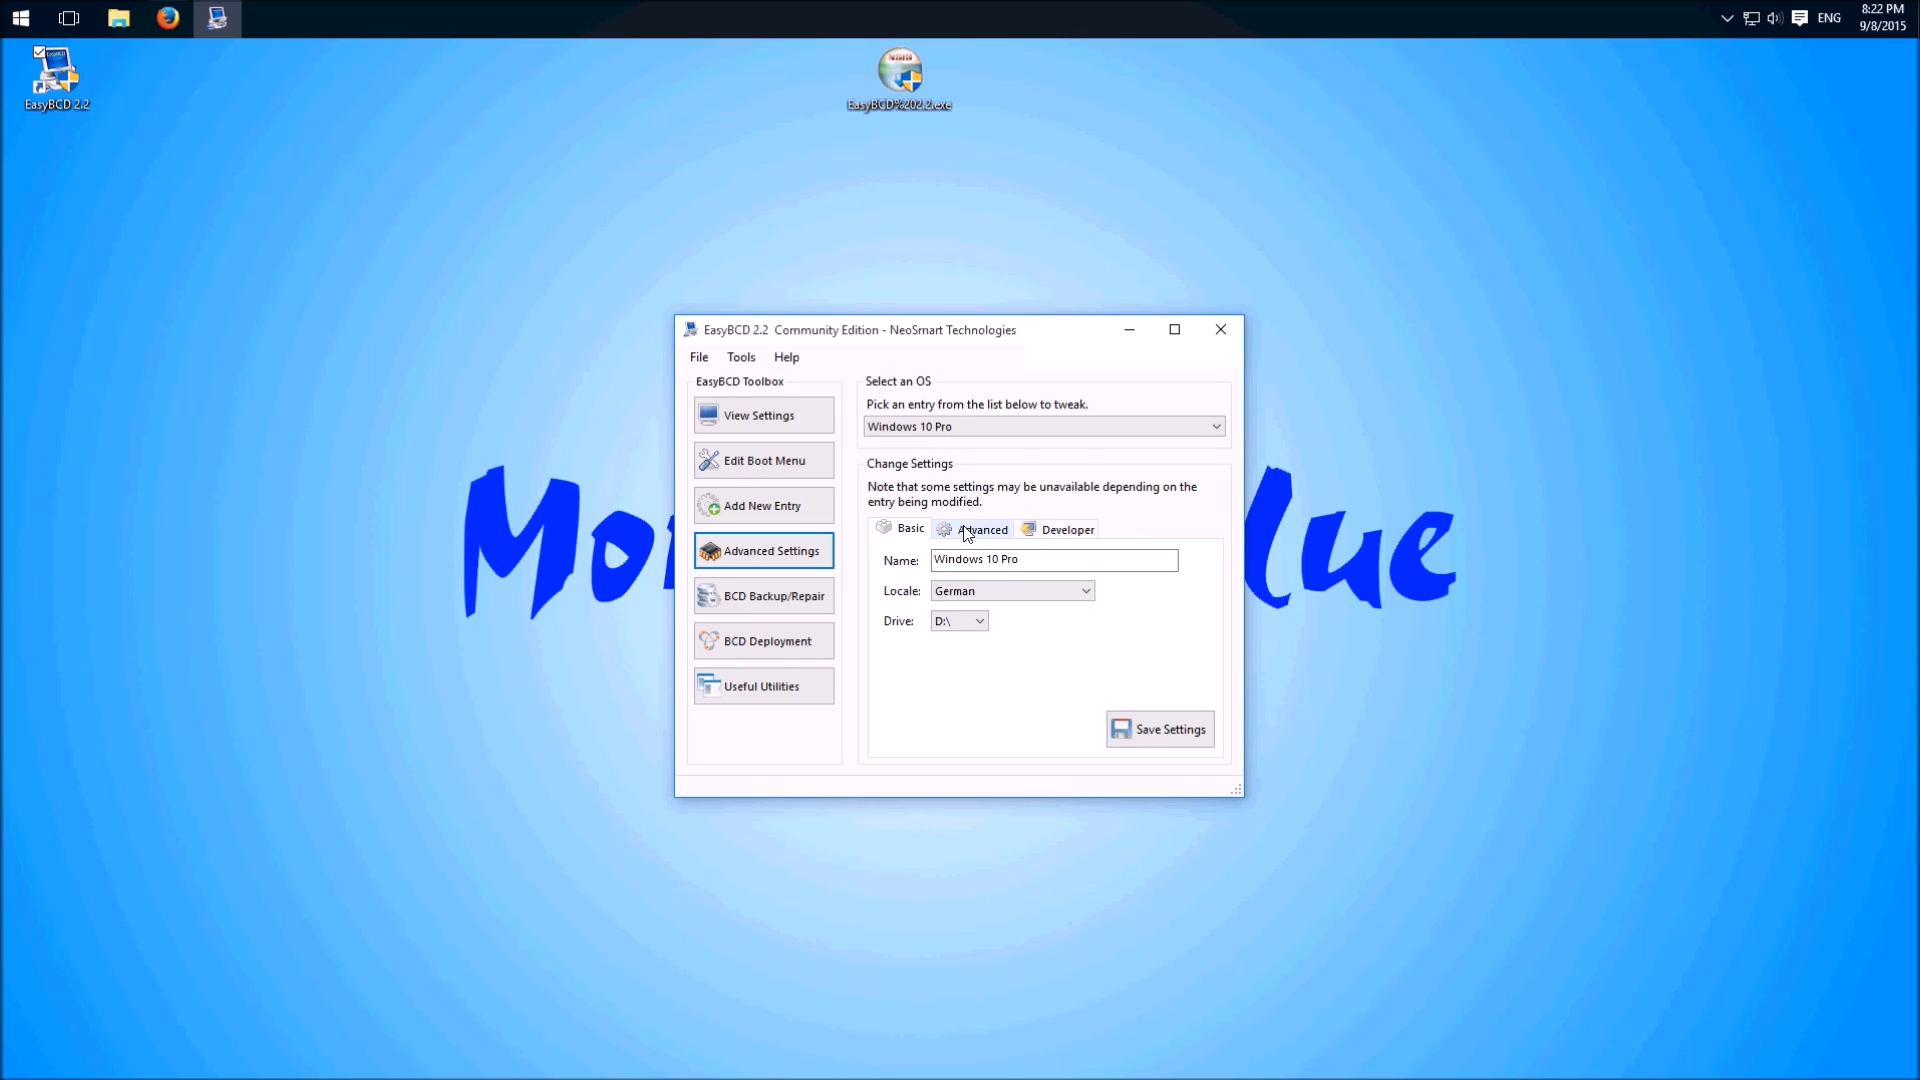 ENG
8:22 PM
9/8/2015
EasyBCD 2.2
EasyBCD%202.2.exe
EasyBCD 2.2 Community Edition - NeoSmart Technologies
File Tools Help
EasyBCD Toolbox
View Settings
Edit Boot Menu
Add New Entry
Advanced Settings
BCD Backup/Repair
BCD Deployment
Useful Utilities
Select an OS
Pick an entry from the list below to tweak.
Windows 10 Pro
Change Settings
Note that some settings may be unavailable depending on the
entry being modified.
Basic Advanced Developer
Name: Windows 10 Pro
Locale: German
Drive: D:\
Save Settings
Mo lue